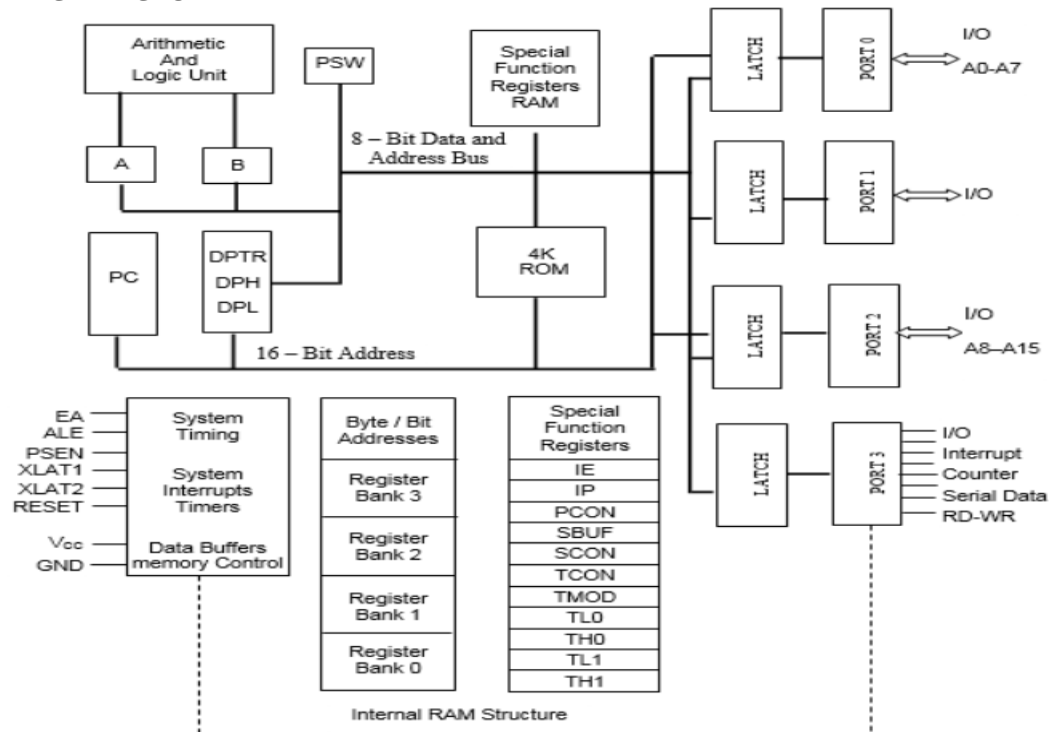 Arithmetic
And
Logic Unit
PSW
Special
Function
Registers
RAM
LATCH
PORT 0
I/O
A0-A7
8 – Bit Data and
Address Bus
A
B
LATCH
PORT 1
I/O
PC
DPTR
DPH
DPL
4K
ROM
LATCH
PORT 2
I/O
A8–A15
16 – Bit Address
EA
ALE
PSEN
XLAT1
XLAT2
RESET
Vcc
GND
System
Timing
System
Interrupts
Timers
Data Buffers
memory Control
Byte / Bit
Addresses
Register
Bank 3
Register
Bank 2
Register
Bank 1
Register
Bank 0
Special
Function
Registers
IE
IP
PCON
SBUF
SCON
TCON
TMOD
TL0
TH0
TL1
TH1
LATCH
PORT 3
I/O
Interrupt
Counter
Serial Data
RD-WR
Internal RAM Structure